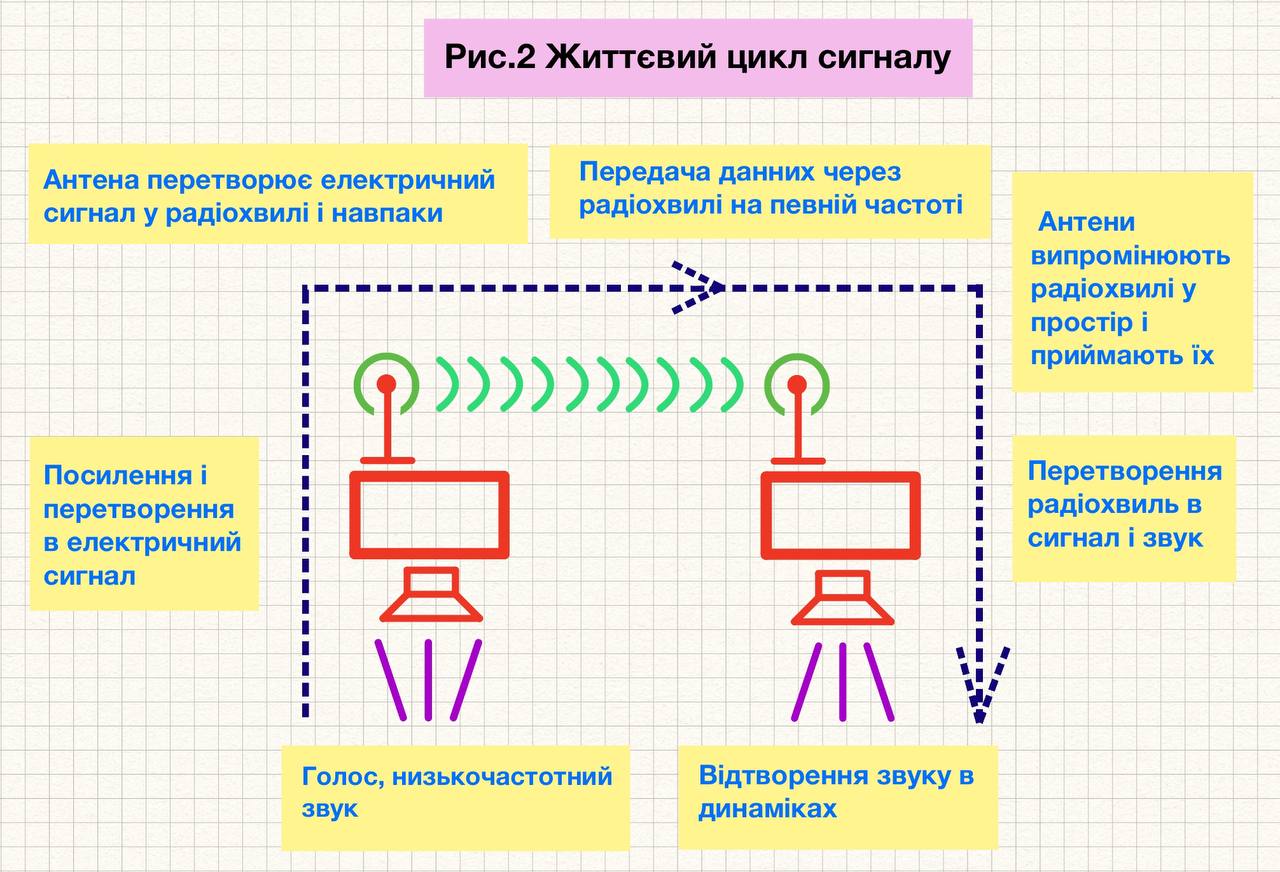 Рис.2 Життєвий цикл сигналу
Антена перетворює електричний
сигнал у радіохвилі і навпаки
Передача данних через
радіохвилі на певній частоті
Антени
випромінюють
радіохвилі у
простір і
приймають їх
Посилення і
перетворення
в електричний
сигнал
Перетворення
радіохвиль в
сигнал і звук
Голос, низькочастотний
звук
Відтворення звуку в
динаміках